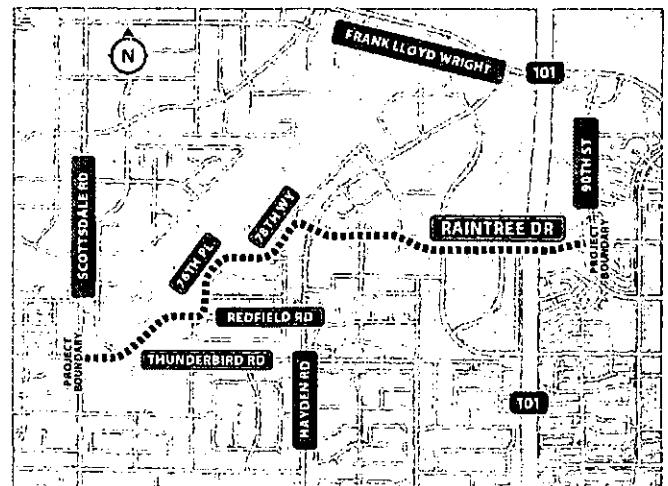 FRANK LLOYD WRIGHT
101
N
90TH ST
SCOTTSDALE RD
78TH WY
RAINTREE DR
76TH PL
PROJECT
BOUNDARY
REDFIELD RD
PROJECT
BOUNDARY
THUNDERBIRD RD
HAYDEN RD
101